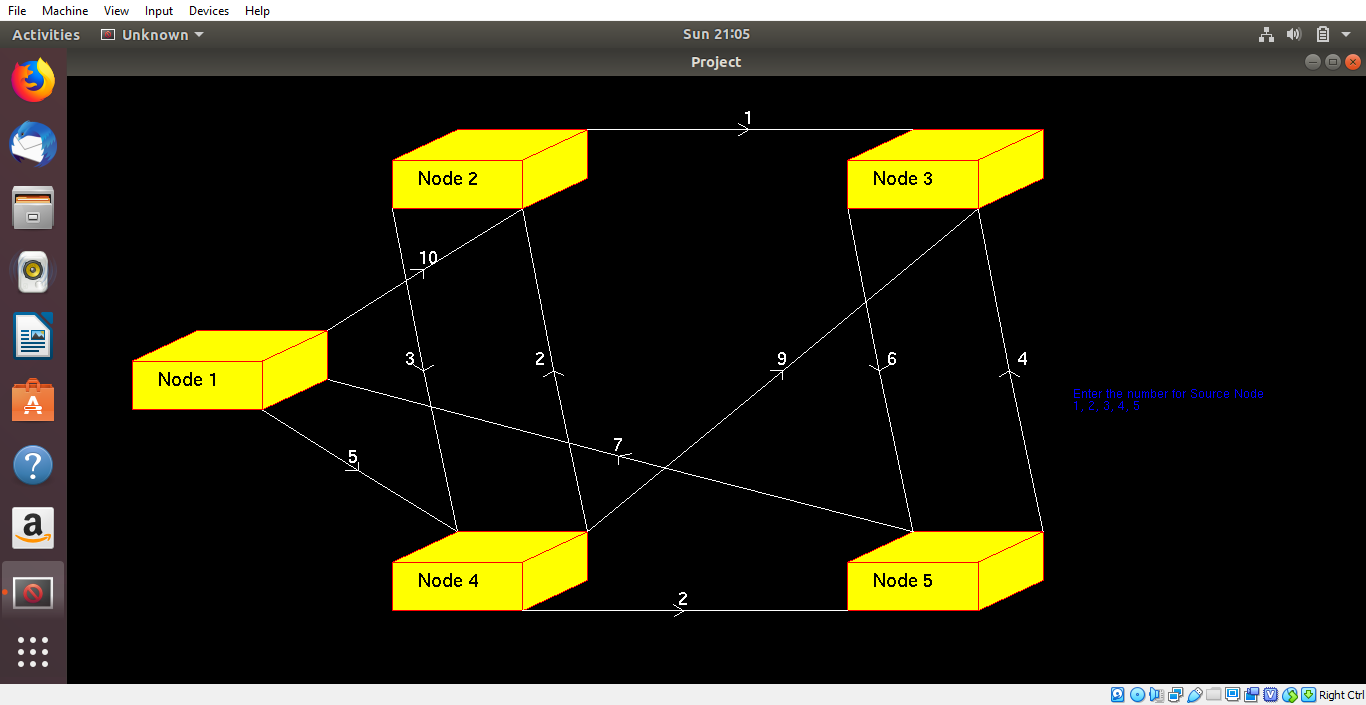 File Machine View Input Devices Help
Activities Unknown Sun 21:05
Project
1
Node 2 Node 3
10
3 2 9 6 4
Node 1
Enter the number for Source Node
1, 2, 3, 4, 5
7
5
Node 4 Node 5
2
Right Ctrl